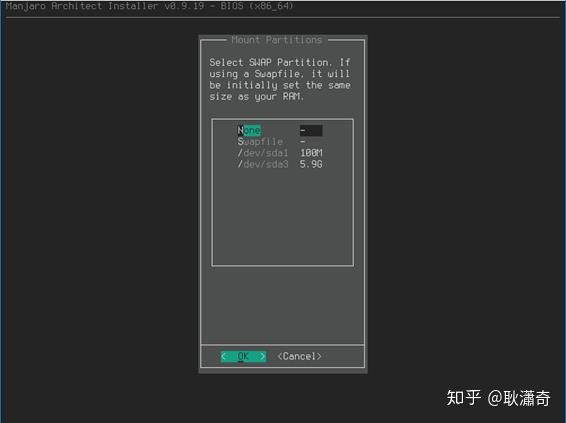 Manjaro Architect Installer v0.9.19 - BIOS (x86_64)
Mount Partitions
Select SWAP Partition. If
using a Swapfile, it will
be initially set the same
size as your RAM.
None -
Swapfile -
/dev/sda1 100M
/dev/sda3 5.9G
< OK > <Cancel>
知乎 @耿瀟奇